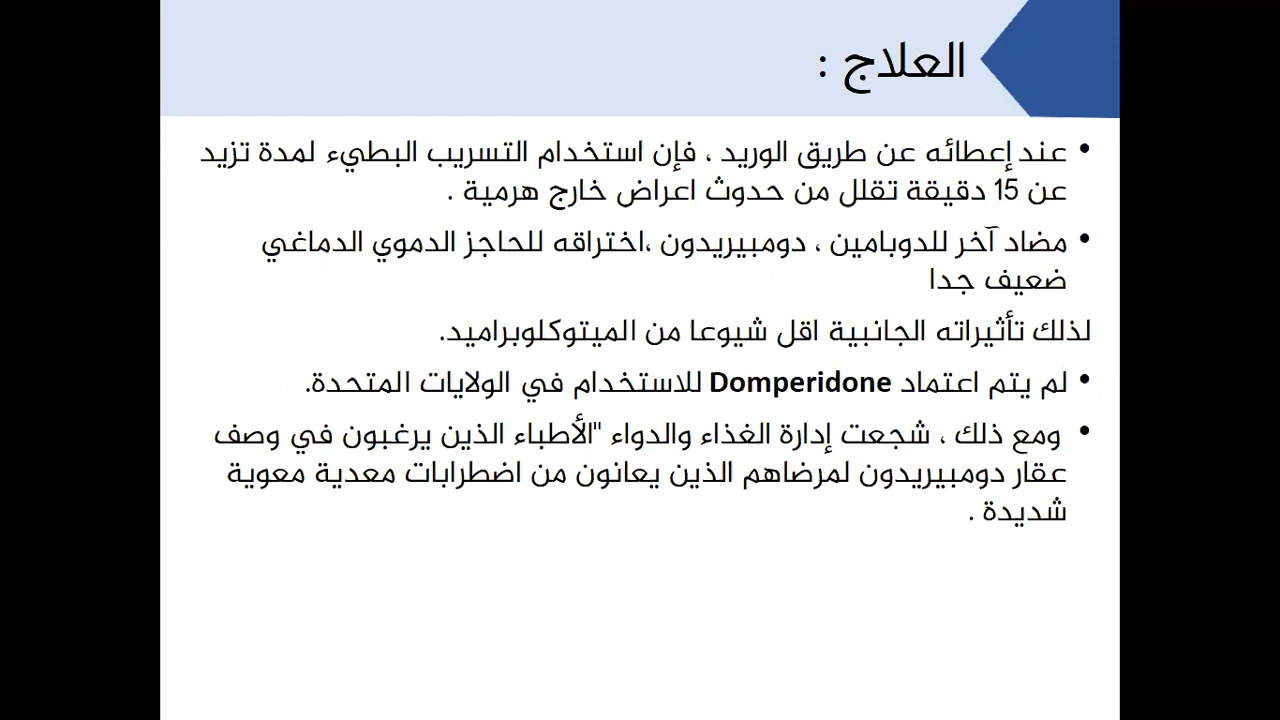 العلاج :
• عند إعطائه عن طريق الوريد ، فإن استخدام التسريب البطيء لمدة تزيد
عن 15 دقيقة تقلل من حدوث اعراض خارج هرمية .
• مضاد آخر للدوبامين ، دومبيريدون ،اختراقه للحاجز الدموي الدماغي
ضعيف جدا
لذلك تأثيراته الجانبية اقل شيوعا من الميتوكلوبراميد.
• لم يتم اعتماد Domperidone للاستخدام في الولايات المتحدة.
• ومع ذلك ، شجعت إدارة الغذاء والدواء "الأطباء الذين يرغبون في وصف
عقار دومبيريدون لمرضاهم الذين يعانون من اضطرابات معدية معوية
شديدة .